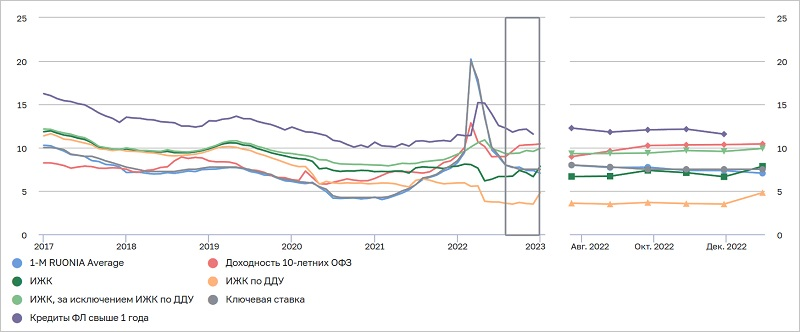 25
20
15
10
5
0
2017 2018 2019 2020 2021 2022 2023
25
20
15
10
5
0
Авг. 2022 Окт. 2022 Дек. 2022
1-М RUONIA Average
Доходность 10-летних ОФЗ
ИЖК
ИЖК по ДДУ
ИЖК, за исключением ИЖК по ДДУ
Ключевая ставка
Кредиты ФЛ свыше 1 года